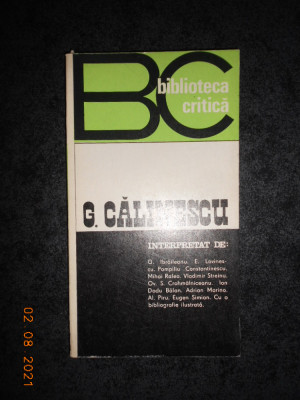 BC
biblioteca
critică
G. CĂLINESCU
INTERPRETAT DE:
G. Ibrăileanu. E. Lovines-
cu. Pompiliu Constantinescu.
Mihai Ralea. Vladimir Streinu.
Ov. S. Crohmălniceanu. Ion
Dodu Bălan. Adrian Marino.
Al. Piru. Eugen Simion. Cu o
bibliografie ilustrată.
02.08.2021